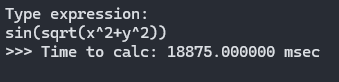 Type expression:
sin(sqrt(x^2+y^2))
>>> Time to calc: 18875.000000 msec